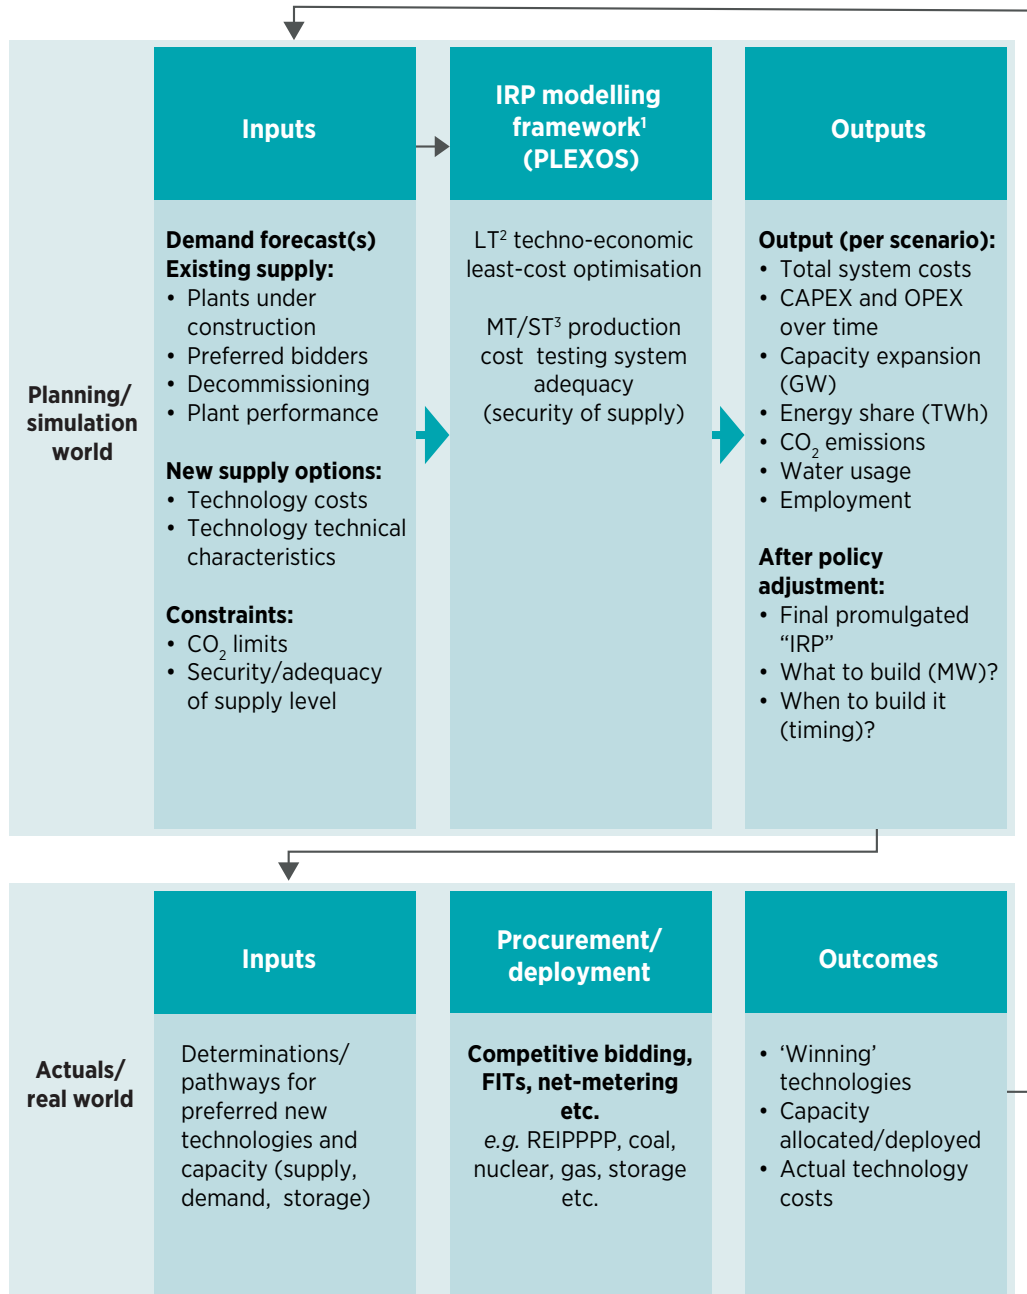 Inputs
IRP modelling
framework¹
(PLEXOS)
Outputs
Planning/
simulation
world
Demand forecast(s)
Existing supply:
• Plants under
construction
• Preferred bidders
• Decommissioning
• Plant performance
New supply options:
• Technology costs
• Technology technical
characteristics
Constraints:
• CO₂ limits
• Security/adequacy
of supply level
LT² techno-economic
least-cost optimisation
MT/ST³ production
cost testing system
adequacy
(security of supply)
Output (per scenario):
• Total system costs
• CAPEX and OPEX
over time
• Capacity expansion
(GW)
• Energy share (TWh)
• CO₂ emissions
• Water usage
• Employment
After policy
adjustment:
• Final promulgated
“IRP”
• What to build (MW)?
• When to build it
(timing)?
Inputs
Procurement/
deployment
Outcomes
Actuals/
real world
Determinations/
pathways for
preferred new
technologies and
capacity (supply,
demand, storage)
Competitive bidding,
FITs, net-metering
etc.
e.g. REIPPPP, coal,
nuclear, gas, storage
etc.
• ‘Winning’
technologies
• Capacity
allocated/deployed
• Actual technology
costs